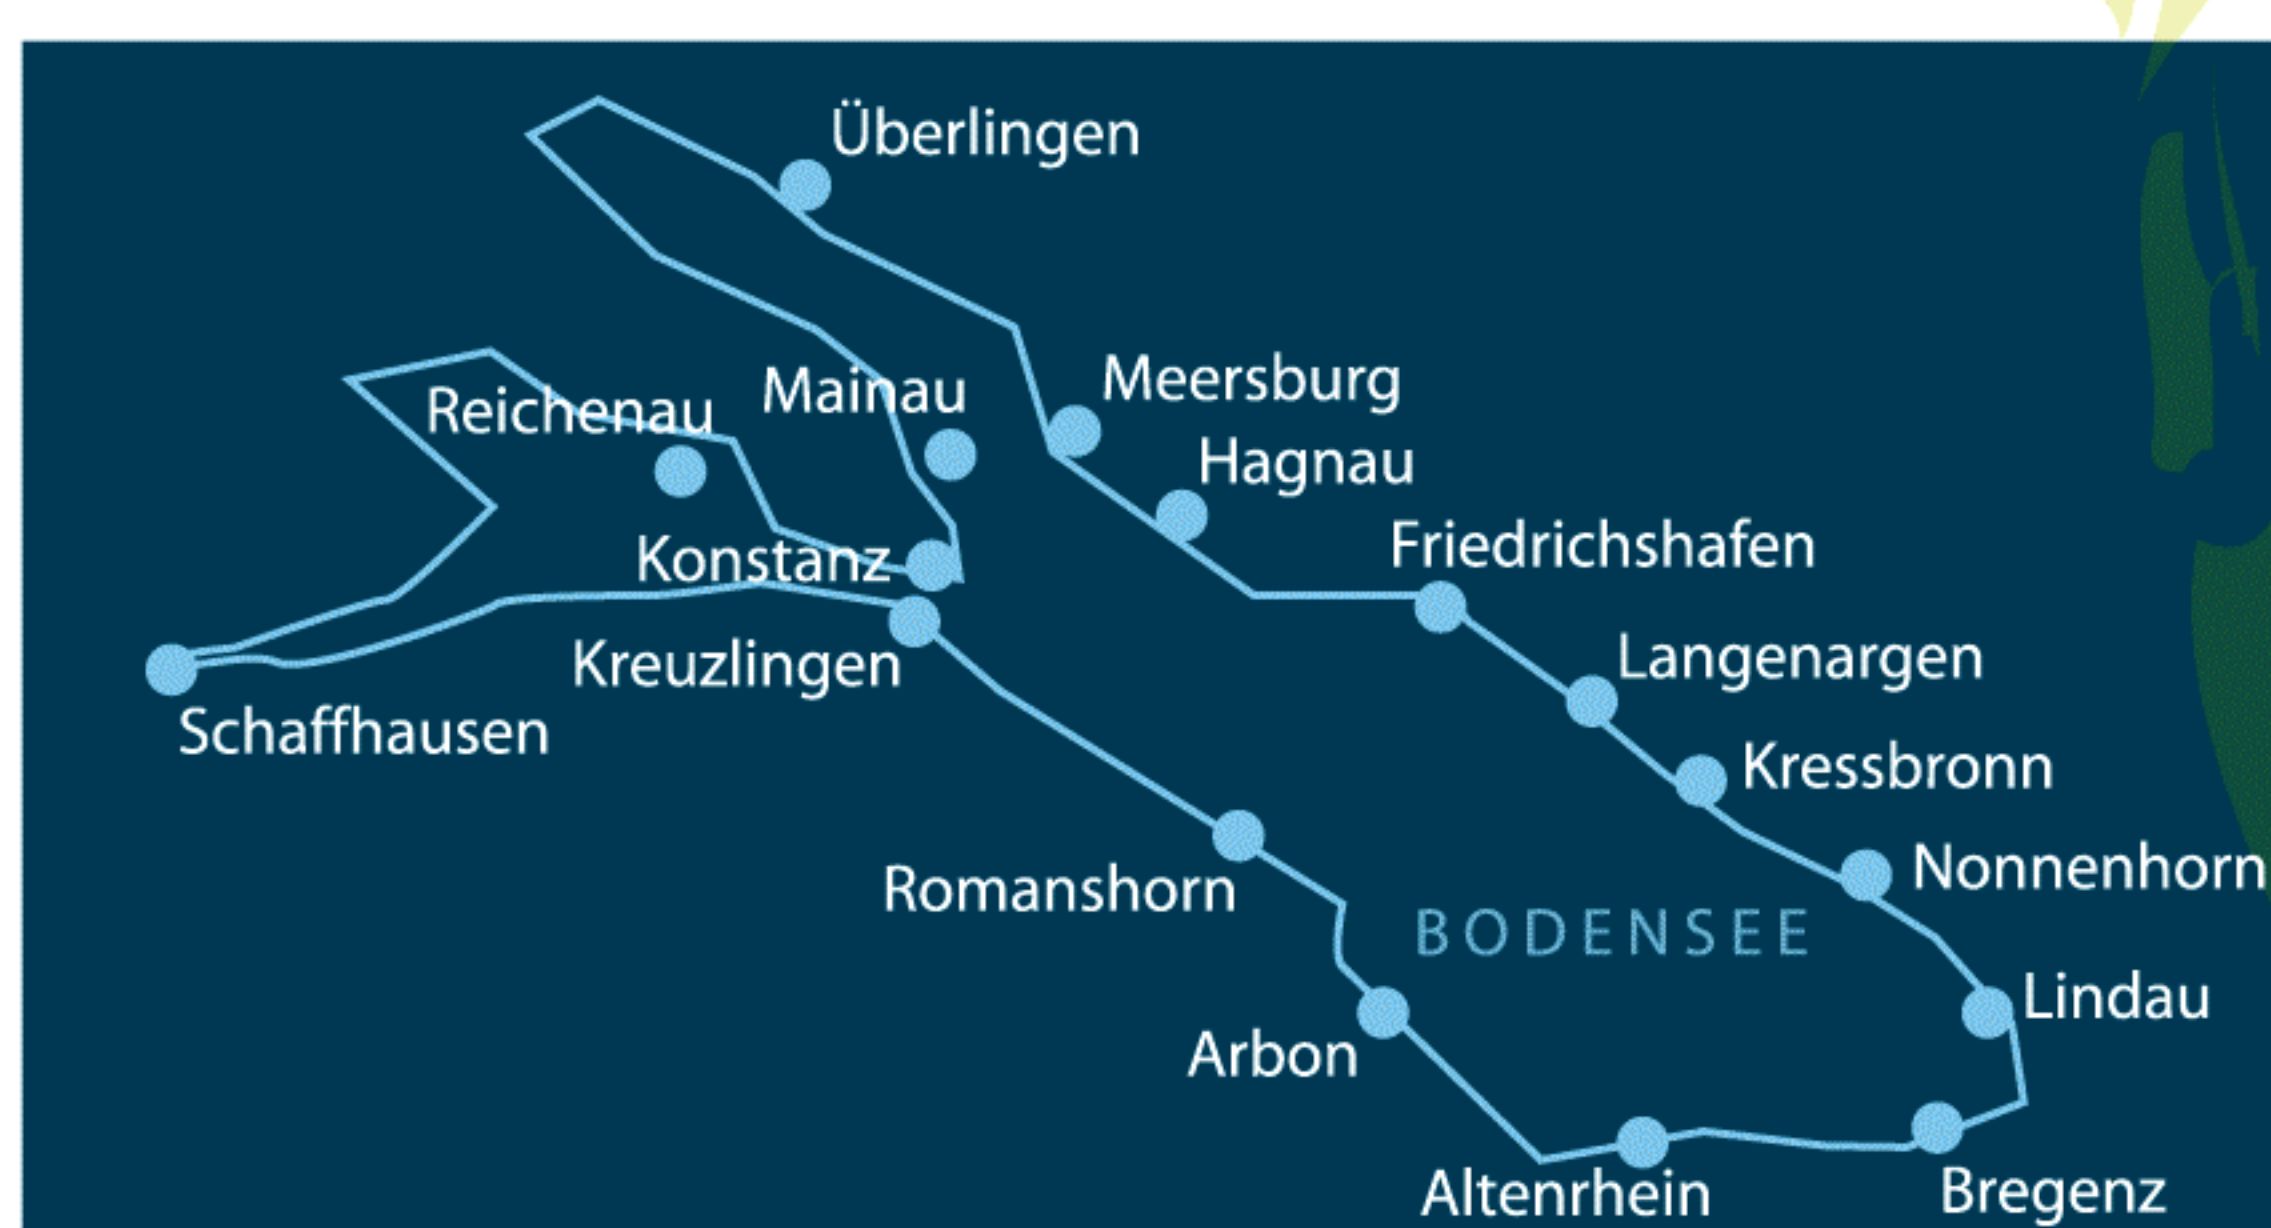 Überlingen
Meersburg
Mainau
Reichenau
Hagnau
Friedrichshafen
Konstanz
Langenargen
Kreuzlingen
Schaffhausen
Kressbronn
Nonnenhorn
Romanshorn
BODENSEE
Lindau
Arbon
Altenrhein
Bregenz